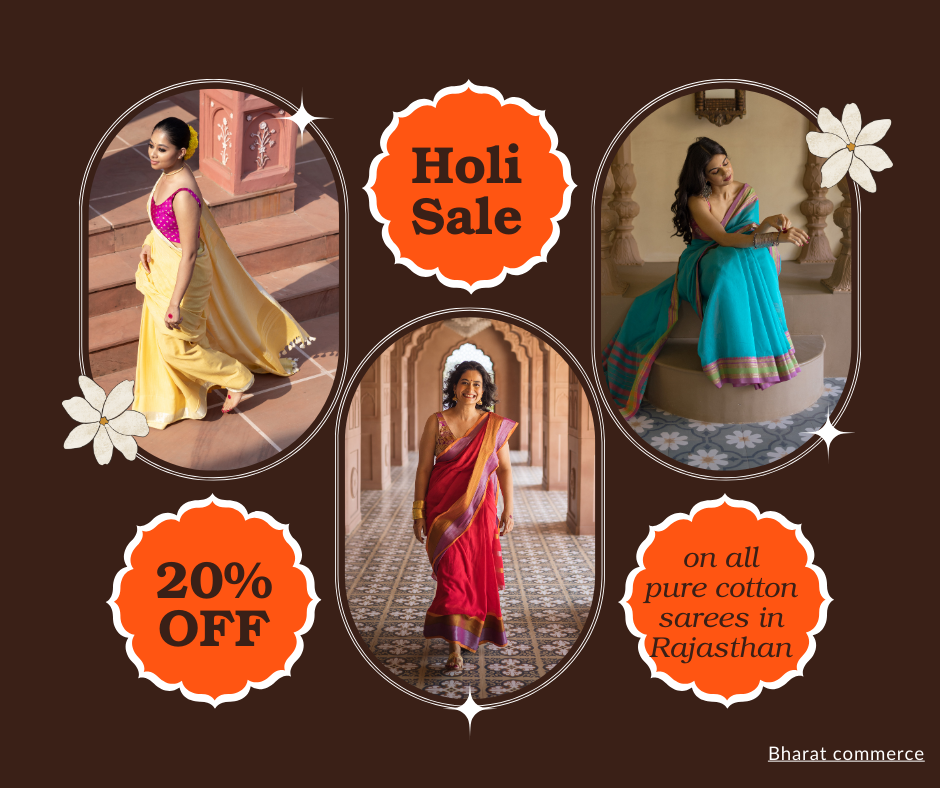 Holi
Sale
20%
OFF
on all
pure cotton
sarees in
Rajasthan
Bharat commerce